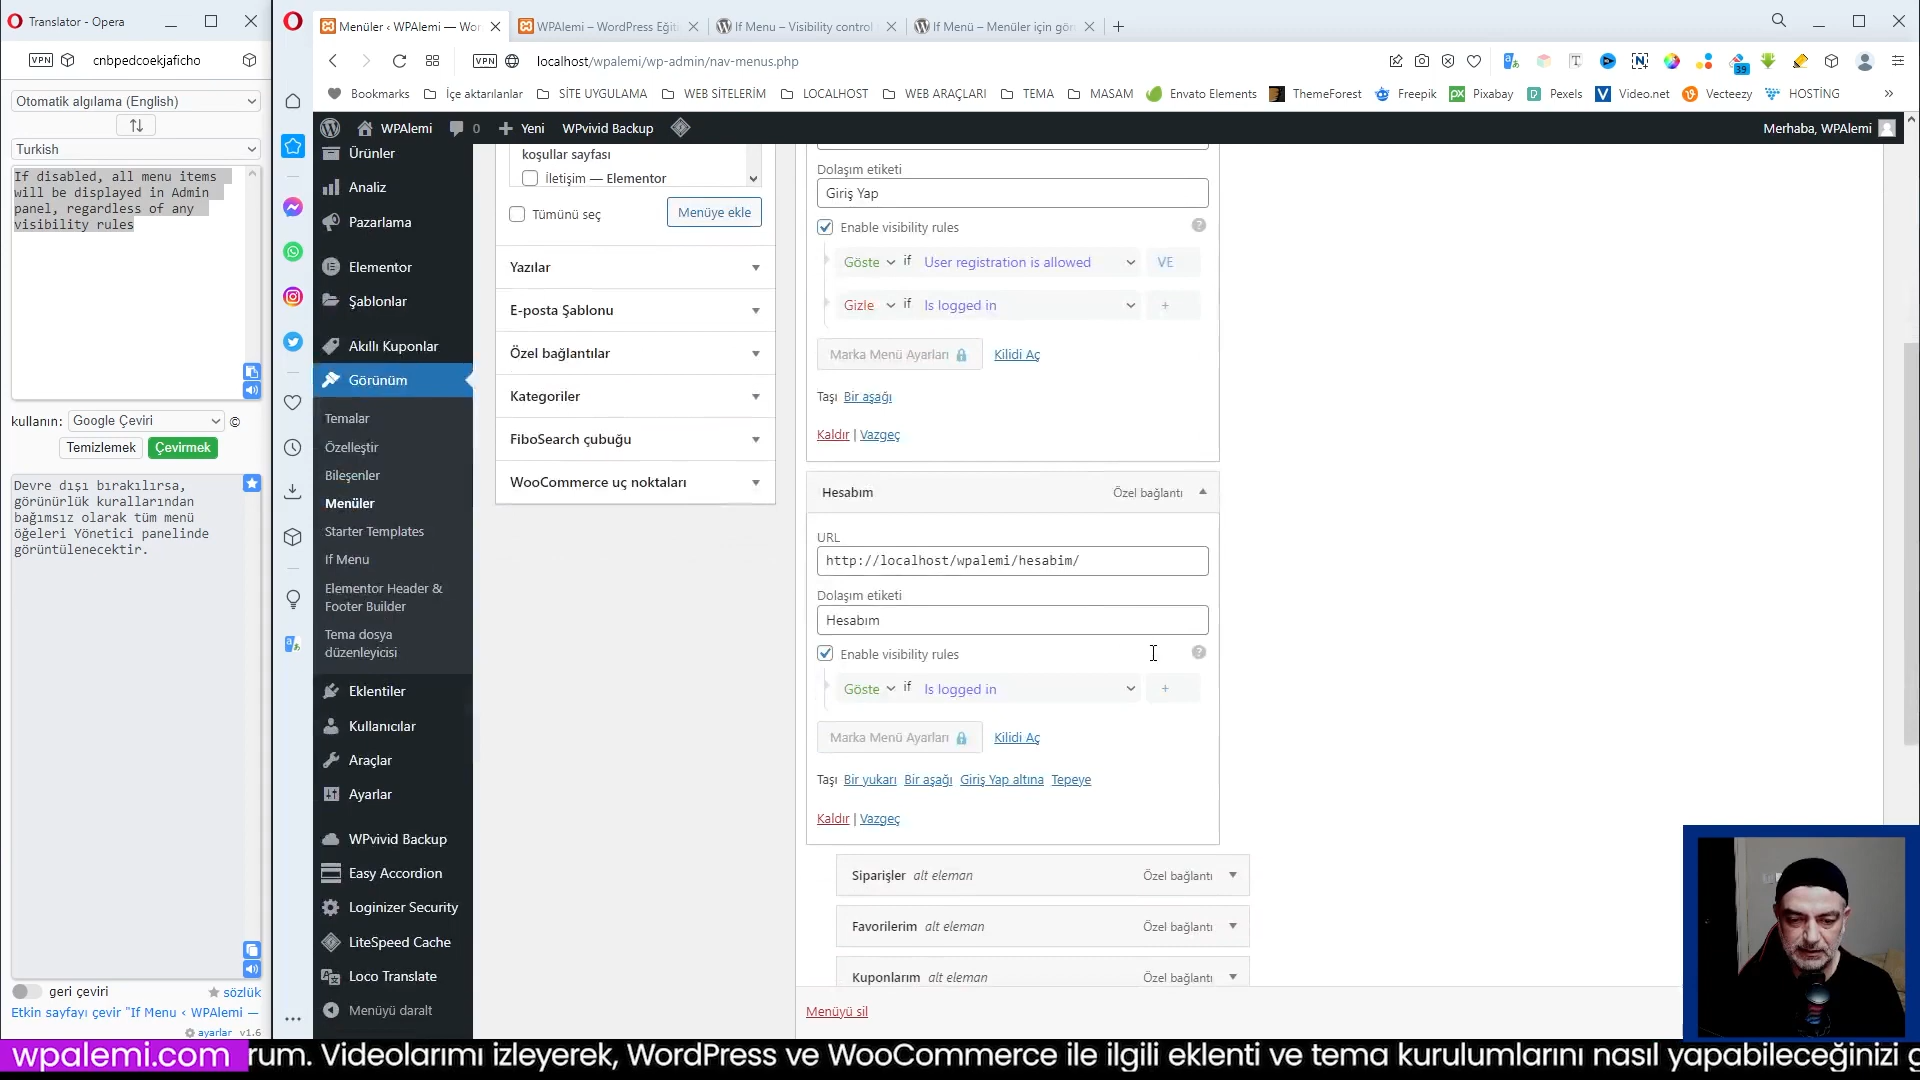 Translator - Opera
VPN cnbpedcoekjaficho
Otomatik algılama (English)
Turkish
If disabled, all menu items
will be displayed in Admin
panel, regardless of any
visibility rules
kullanın: Google Çeviri ©
Temizlemek Çevirmek
Devre dışı bırakılırsa,
görünürlük kurallarından
bağımsız olarak tüm menü
öğeleri Yönetici panelinde
görüntülenecektir.
geri çeviri sözlük
Etkin sayfayı çevir "If Menu ‹ WPAlemi —
ayarlar v1.6
Menüler ‹ WPAlemi — Wor
WPAlemi – WordPress Eğiti
If Menu – Visibility control
If Menü – Menüler için gör
VPN localhost/wpalemi/wp-admin/nav-menus.php
39
Bookmarks İçe aktarılanlar SİTE UYGULAMA WEB SİTELERİM LOCALHOST WEB ARAÇLARI TEMA MASAM Envato Elements ThemeForest Freepik Pixabay Pexels Video.net Vecteezy HOSTİNG »
WPAlemi 0 Yeni WPvivid Backup Merhaba, WPAlemi
Ürünler
Analiz
Pazarlama
Elementor
Şablonlar
Akıllı Kuponlar
Görünüm
Temalar
Özelleştir
Bileşenler
Menüler
Starter Templates
If Menu
Elementor Header &
Footer Builder
Tema dosya
düzenleyicisi
Eklentiler
Kullanıcılar
Araçlar
Ayarlar
WPvivid Backup
Easy Accordion
Loginizer Security
LiteSpeed Cache
Loco Translate
Menüyü daralt
koşullar sayfası
İletişim — Elementor
Tümünü seç Menüye ekle
Yazılar
E-posta Şablonu
Özel bağlantılar
Kategoriler
FiboSearch çubuğu
WooCommerce uç noktaları
Dolaşım etiketi
Giriş Yap
Enable visibility rules ?
Göste if User registration is allowed VE
Gizle if Is logged in +
Marka Menü Ayarları Kilidi Aç
Taşı Bir aşağı
Kaldır | Vazgeç
Hesabım Özel bağlantı
URL
http://localhost/wpalemi/hesabim/
Dolaşım etiketi
Hesabım
Enable visibility rules ?
Göste if Is logged in +
Marka Menü Ayarları Kilidi Aç
Taşı Bir yukarı Bir aşağı Giriş Yap altına Tepeye
Kaldır | Vazgeç
Siparişler alt eleman Özel bağlantı
Favorilerim alt eleman Özel bağlantı
Kuponlarım alt eleman Özel bağlantı
Menüyü sil
wpalemi.com rum. Videolarımı izleyerek, WordPress ve WooCommerce ile ilgili eklenti ve tema kurulumlarını nasıl yapabileceğinizi g